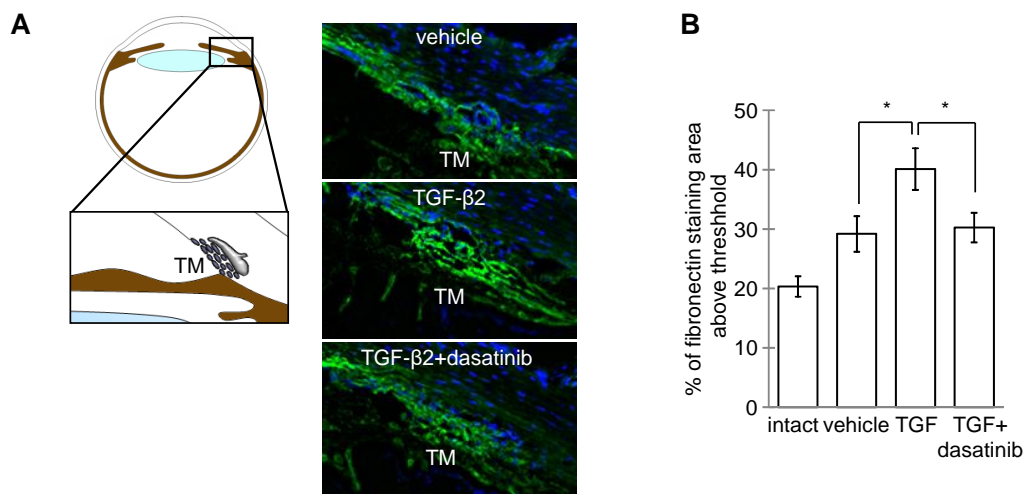 A
TM
vehicle
TM
TGF-β2
TM
TGF-β2+dasatinib
TM
B
% of fibronectin staining area
above threshhold
50
40
30
20
10
0
*
*
intact vehicle TGF TGF+
dasatinib